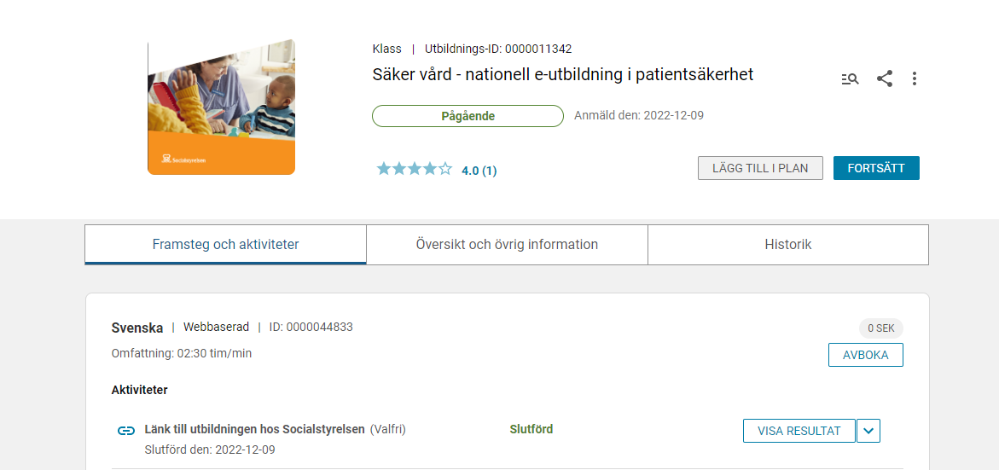 Klass | Utbildnings-ID: 0000011342
Säker vård - nationell e-utbildning i patientsäkerhet
Pågående Anmäld den: 2022-12-09
Socialstyrelsen
4.0 (1) LÄGG TILL I PLAN FORTSÄTT
Framsteg och aktiviteter Översikt och övrig information Historik
Svenska | Webbaserad | ID: 0000044833 0 SEK
Omfattning: 02:30 tim/min AVBOKA
Aktiviteter
Länk till utbildningen hos Socialstyrelsen (Valfri) Slutförd VISA RESULTAT
Slutförd den: 2022-12-09